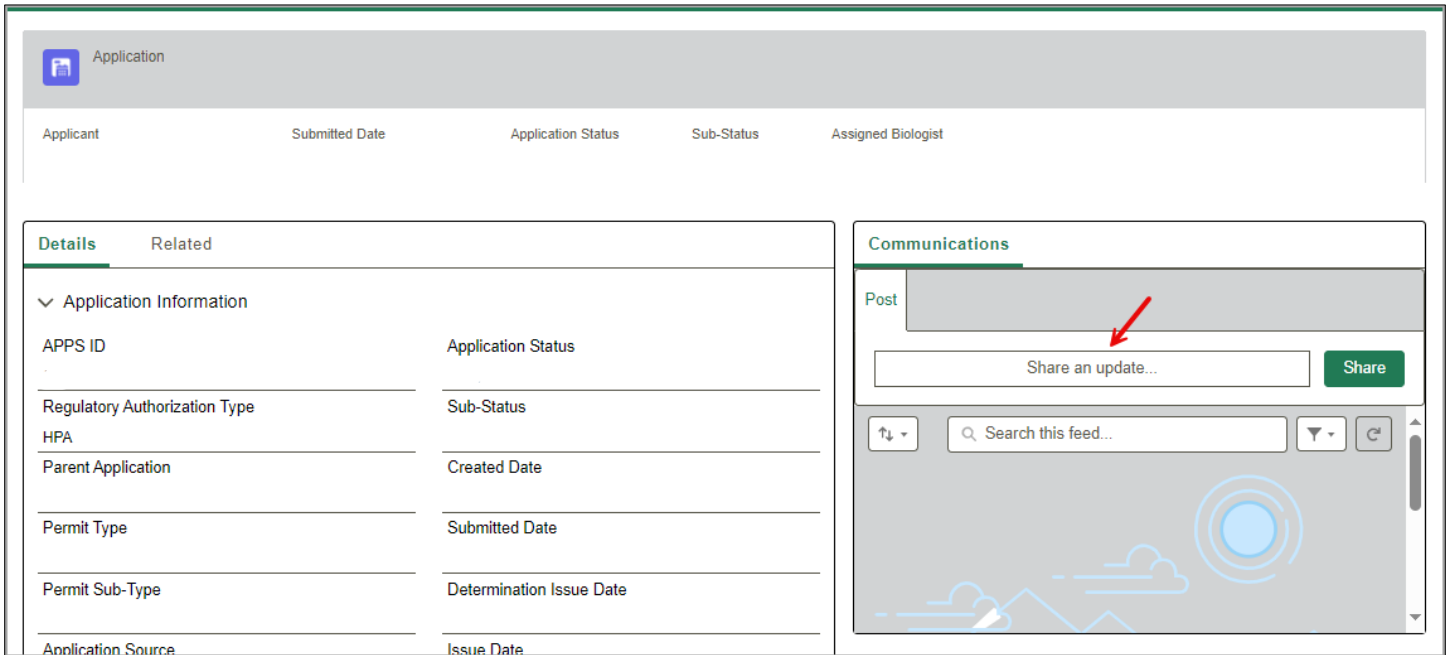 Application
Applicant Submitted Date Application Status Sub-Status Assigned Biologist
Details Related
Application Information
APPS ID Application Status
Regulatory Authorization Type Sub-Status
HPA
Parent Application Created Date
Permit Type Submitted Date
Permit Sub-Type Determination Issue Date
Application Source Issue Date
Communications
Post
Share an update... Share
Search this feed...